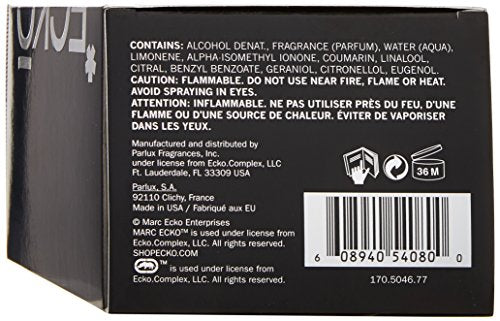 ECKO
CONTAINS: ALCOHOL DENAT., FRAGRANCE (PARFUM), WATER (AQUA),
LIMONENE, ALPHA-ISOMETHYL IONONE, COUMARIN, LINALOOL,
CITRAL, BENZYL BENZOATE, GERANIOL, CITRONELLOL, EUGENOL.
CAUTION: FLAMMABLE. DO NOT USE NEAR FIRE, FLAME OR HEAT.
AVOID SPRAYING IN EYES.
ATTENTION: INFLAMMABLE. NE PAS UTILISER PRÈS DU FEU, D'UNE
FLAMME OU D'UNE SOURCE DE CHALEUR. ÉVITER DE VAPORISER
DANS LES YEUX.
Manufactured and distributed by
Parlux Fragrances, Inc.
under license from Ecko.Complex, LLC
Ft. Lauderdale, FL 33309 USA
Parlux, S.A.
92110 Clichy, France
Made in USA / Fabriqué aux EU
36 M
© Marc Ecko Enterprises
MARC ECKO™ is used under license from
Ecko.Complex, LLC. All rights reserved.
SHOPECKO.COM
™ is used under license from
Ecko.Complex, LLC. All rights reserved.
6 08940 54080 0
170.5046.77